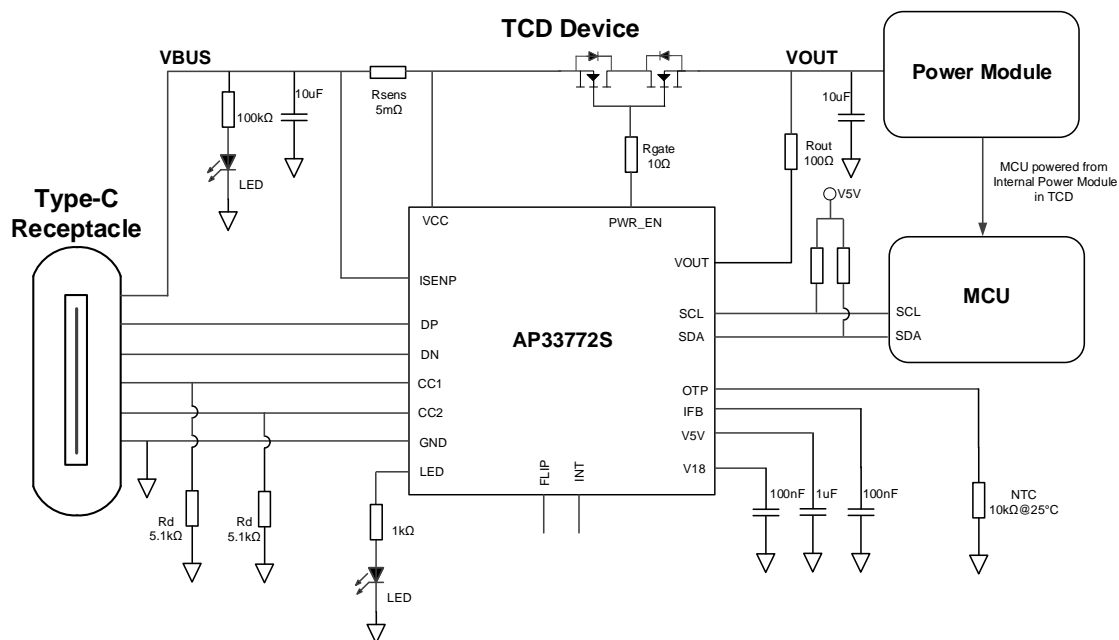 TCD Device
VBUS
VOUT
Power Module
Rsens
5mΩ
10uF
100kΩ
LED
10uF
Rout
100Ω
Rgate
10Ω
MCU powered from
Internal Power Module
in TCD
V5V
Type-C
Receptacle
VCC
PWR_EN
VOUT
ISENP
MCU
SCL
SCL
DP
SDA
SDA
AP33772S
DN
CC1
OTP
CC2
IFB
GND
V5V
LED
V18
FLIP
INT
100nF
1uF
100nF
NTC
10kΩ@25°C
Rd
5.1kΩ
Rd
5.1kΩ
1kΩ
LED